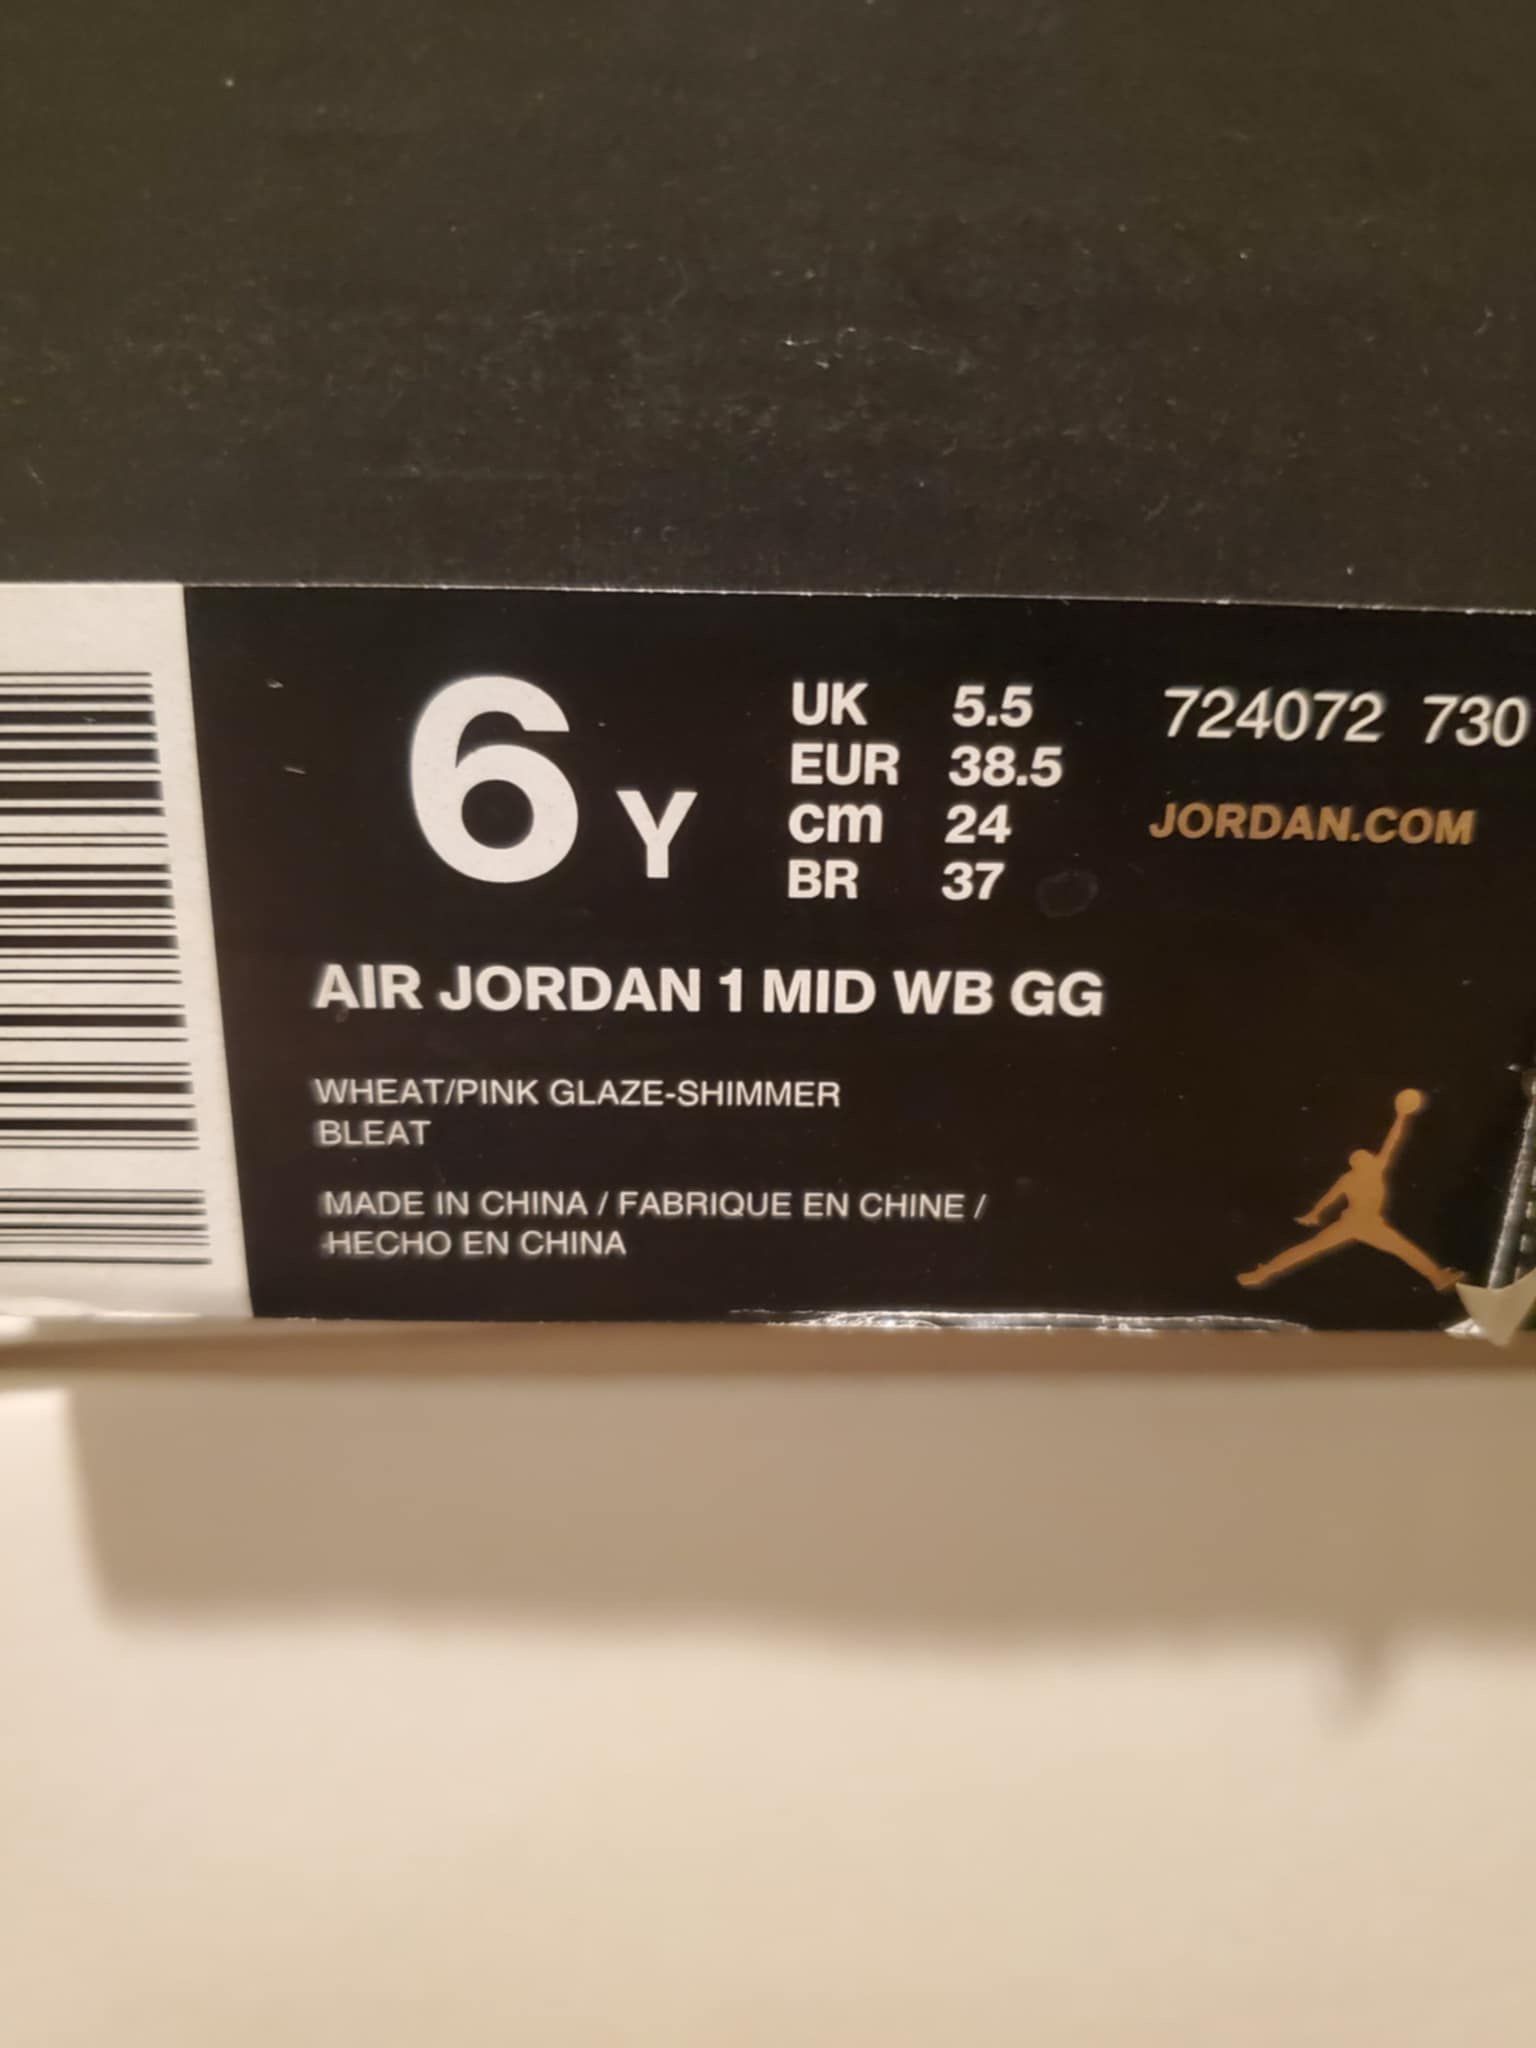 6 Y
UK 5.5
EUR 38.5
cm 24
BR 37
724072 730
JORDAN.COM
AIR JORDAN 1 MID WB GG
WHEAT/PINK GLAZE-SHIMMER
BLEAT
MADE IN CHINA / FABRIQUE EN CHINE /
HECHO EN CHINA